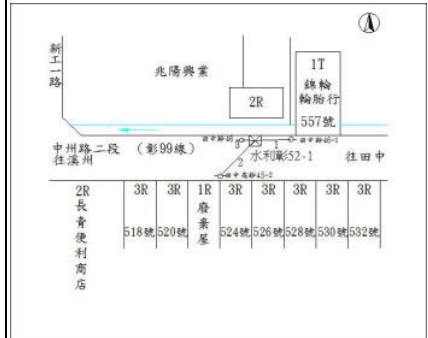 新工一路
兆陽興業
1T
錦輪
輪胎行
557號
2R
3
1
2
中州路二段 (彰99線)
往溪州
水利彰52-1
往田中
2R
長青便利商店
3R
518號
3R
520號
1R
廢棄屋
3R
524號
3R
526號
3R
528號
3R
530號
3R
532號